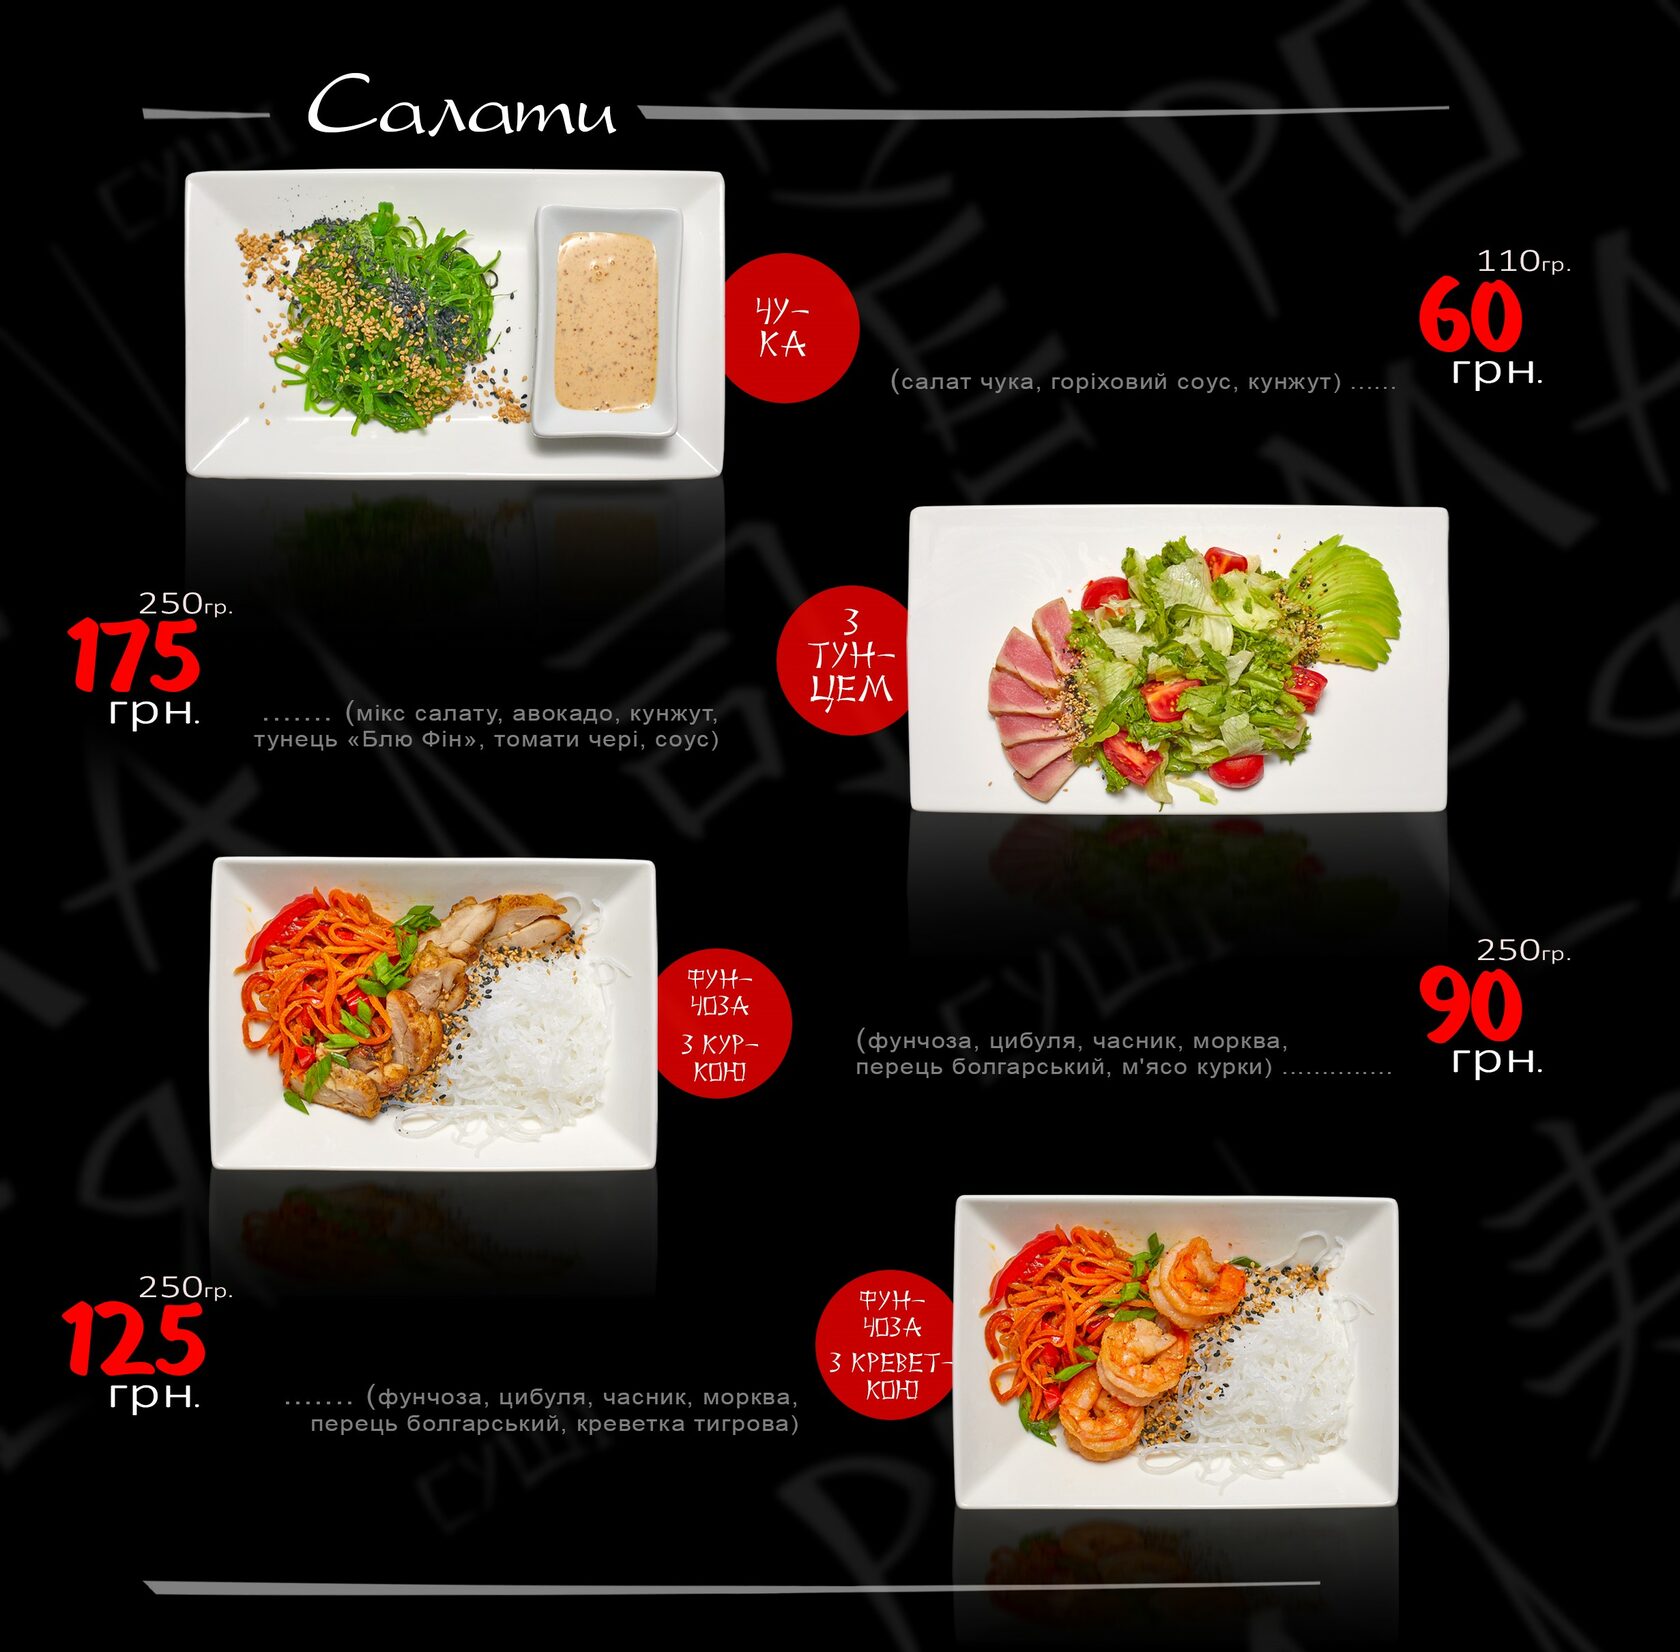 Салати
ЧУ-
КА
110гр.
60
грн.
(салат чука, горіховий соус, кунжут) ......
250гр.
175
грн.
....... (мікс салату, авокадо, кунжут,
тунець «Блю Фін», томати чері, соус)
З
ТУН-
ЦЕМ
ФУН-
ЧОЗА
З КУР-
КОЮ
250гр.
90
грн.
(фунчоза, цибуля, часник, морква,
перець болгарський, м'ясо курки) ..............
250гр.
125
грн.
....... (фунчоза, цибуля, часник, морква,
перець болгарський, креветка тигрова)
ФУН-
ЧОЗА
З КРЕВЕТ-
КОЮ